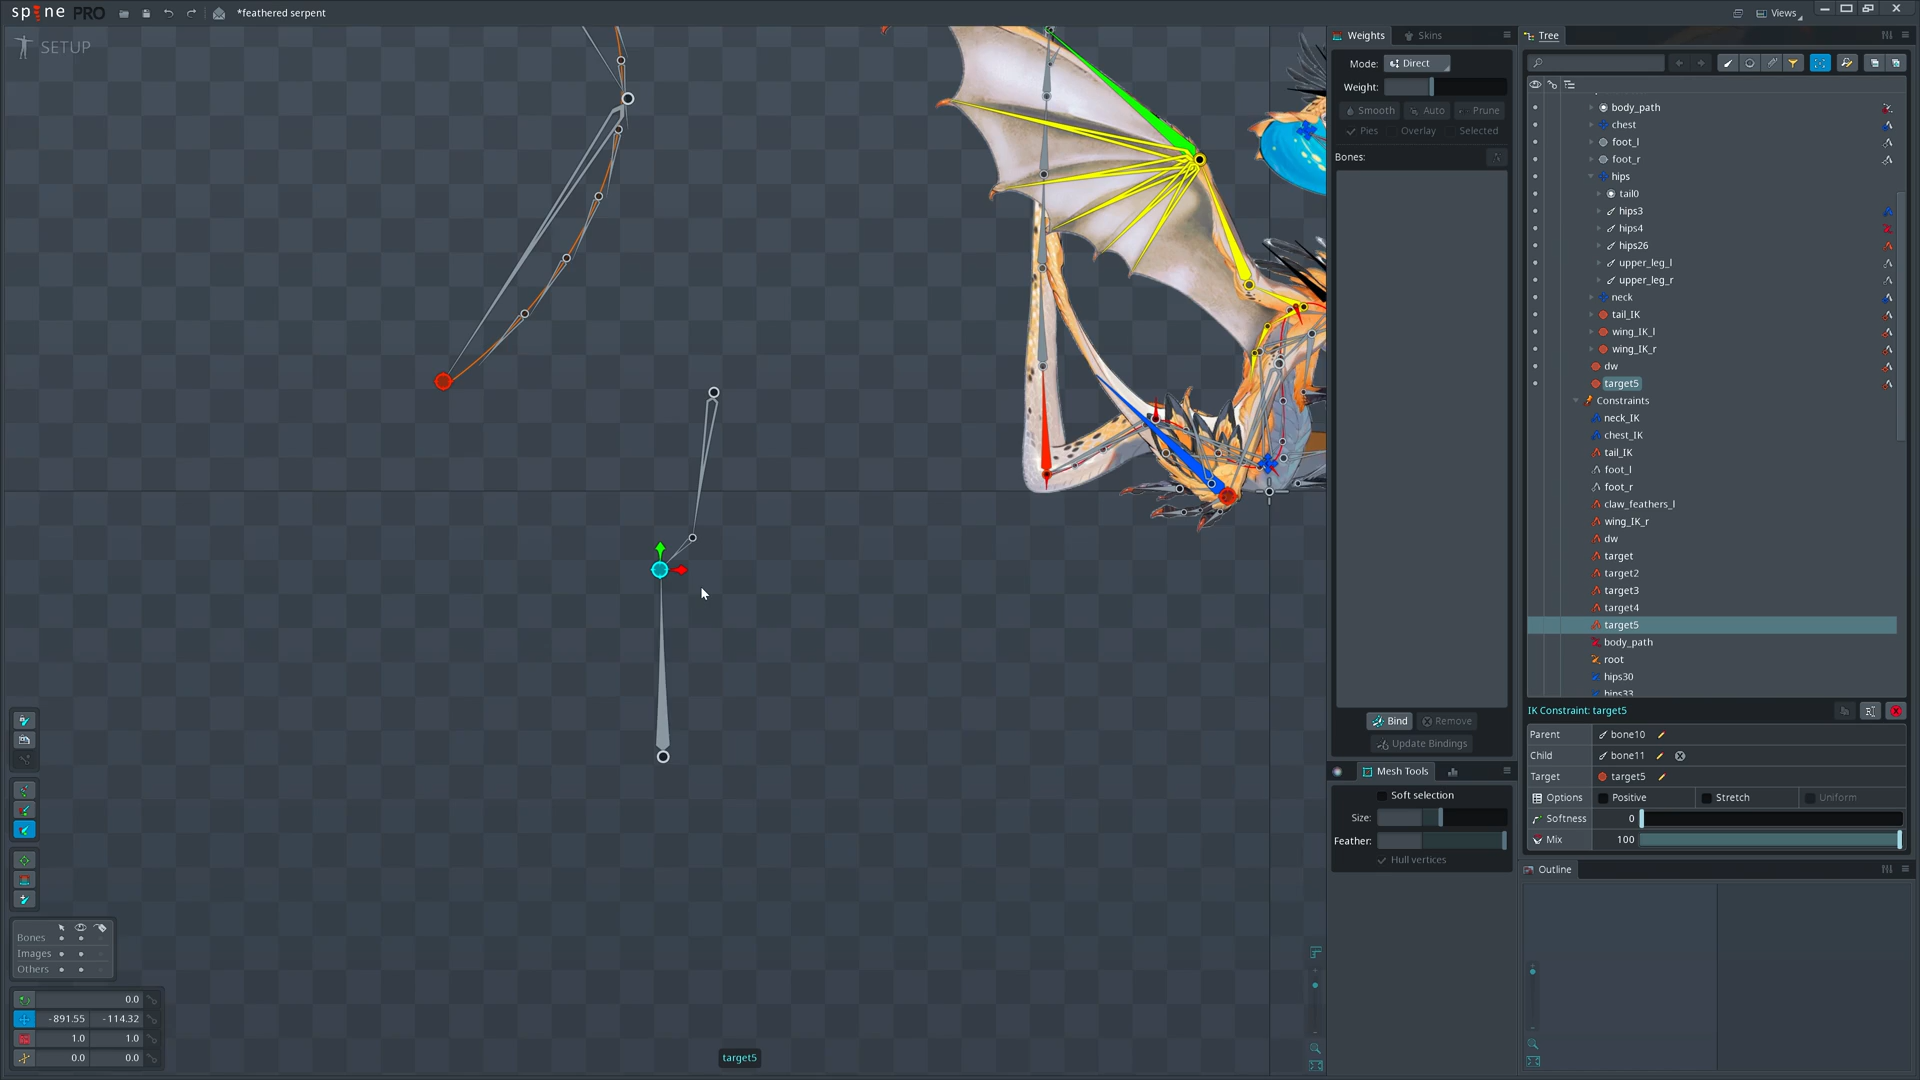 spine PRO
*feathered serpent
Views
SETUP
Weights
Skins
Mode:
Direct
Weight:
Smooth
Auto
Prune
Pies
Overlay
Selected
Bones:
Bind
Remove
Update Bindings
Mesh Tools
Soft selection
Size:
Feather:
Hull vertices
Tree
body_path
chest
foot_l
foot_r
hips
tail0
hips3
hips4
hips26
upper_leg_l
upper_leg_r
neck
tail_IK
wing_IK_l
wing_IK_r
dw
target5
Constraints
neck_IK
chest_IK
tail_IK
foot_l
foot_r
claw_feathers_l
wing_IK_r
dw
target
target2
target3
target4
target5
body_path
root
hips30
hips33
IK Constraint: target5
Parent bone10
Child bone11
Target target5
Options Positive Stretch Uniform
Softness 0
Mix 100
Outline
Bones
Images
Others
0.0
-891.55 -114.32
1.0 1.0
0.0 0.0
target5